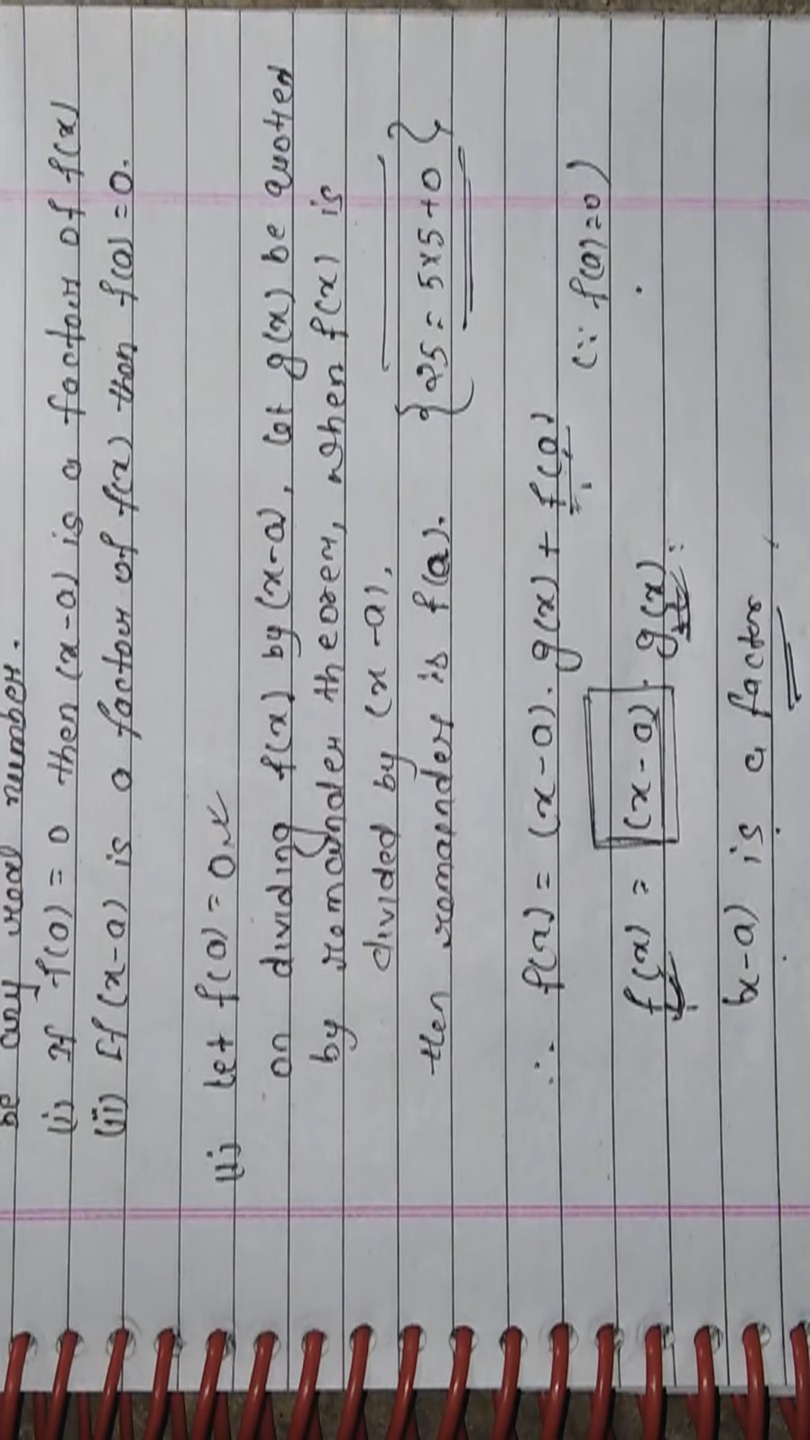 be any real number.
(i) If f(a) = 0 then (x-a) is a factor of f(x)
(ii) If (x-a) is a factor of f(x) then f(a) = 0.
(i) let f(a) = 0
on dividing f(x) by (x-a), let g(x) be quotien
by remainder theorem, when f(x) is
divided by (x-a),
then remainder is f(a). {25 = 5×5+0}
∴ f(x) = (x-a). g(x) + f(a)
(∵ f(a)=0)
f(x) = (x-a). g(x)
(x-a) is a factor